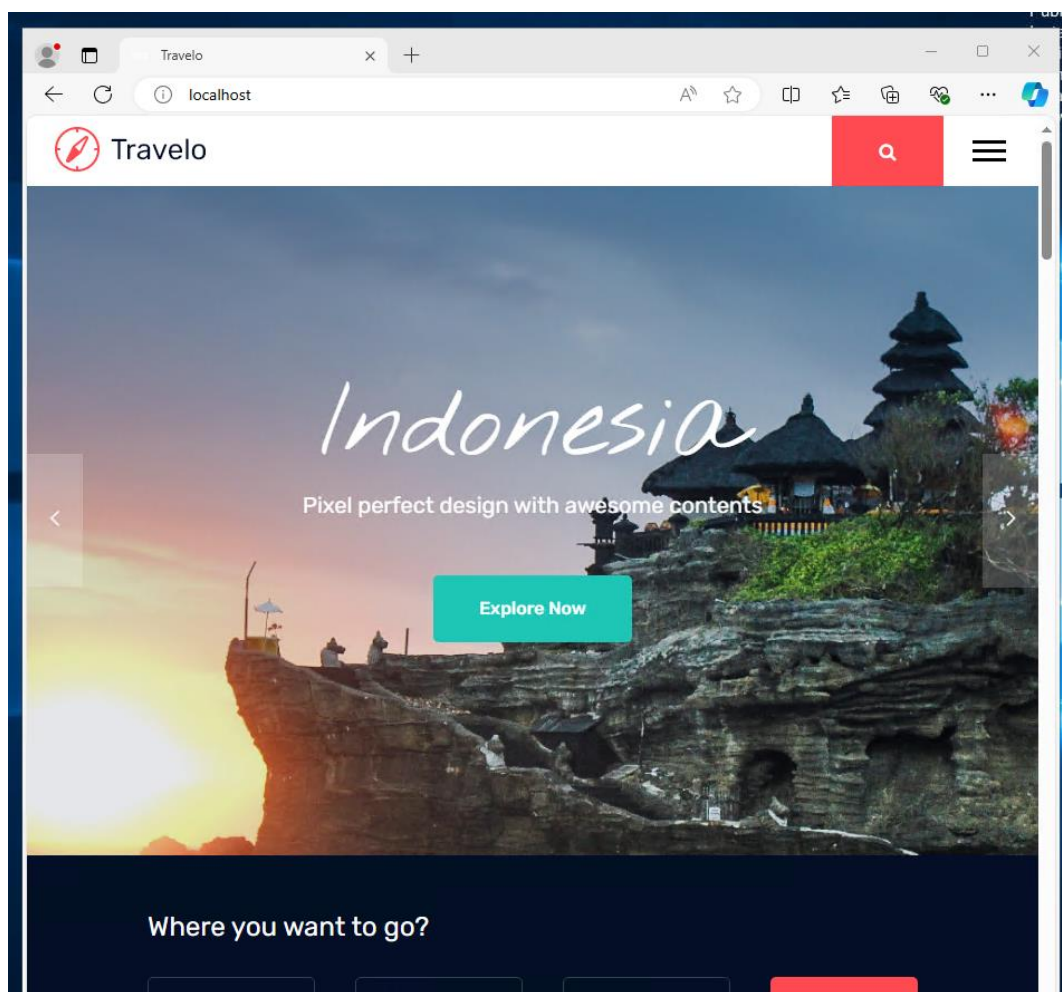 Travelo
localhost
Travelo
Indonesia
Pixel perfect design with awesome contents
Explore Now
Where you want to go?